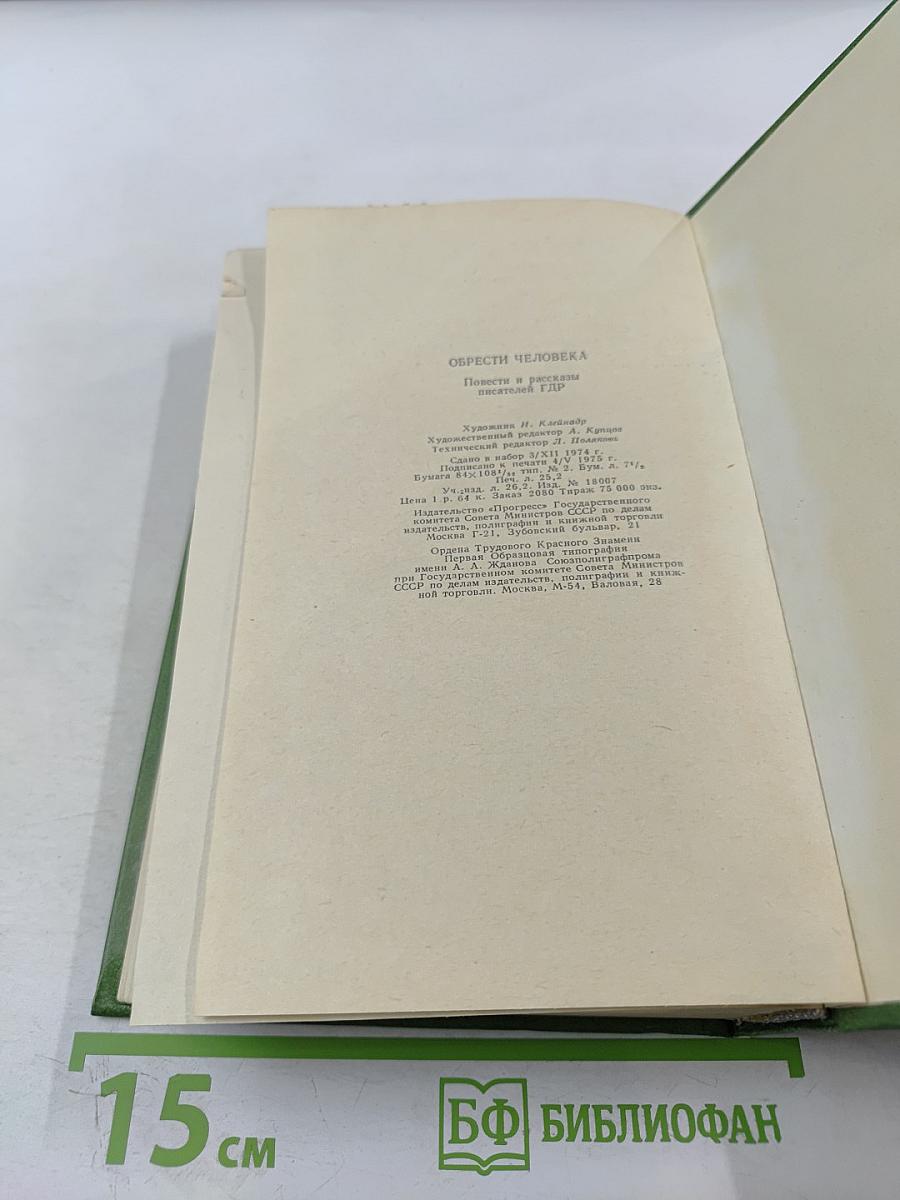 ОБРЕСТИ ЧЕЛОВЕКА
Повести и рассказы
писателей ГДР
Художник И. Клейнадр
Художественный редактор А. Купцов
Технический редактор Л. Полякова
Сдано в набор 3/XII 1974 г.
Подписано к печати 4/V 1975 г.
Бумага 84×108¹/₃₂ тип. № 2. Бум. л. 7⁷/₈
Печ. л. 25,2
Уч.-изд. л. 26,2. Изд. № 18007
Цена 1 р. 64 к. Заказ 2080 Тираж 75 000 экз.
Издательство «Прогресс» Государственного
комитета Совета Министров СССР по делам
издательств, полиграфии и книжной торговли
Москва Г-21, Зубовский бульвар, 21
Ордена Трудового Красного Знамени
Первая Образцовая типография
имени А. А. Жданова Союзполиграфпрома
при Государственном комитете Совета Министров
СССР по делам издательств, полиграфии и книж-
ной торговли. Москва, М-54, Валовая, 28
15 см
БФ БИБЛИОФАН